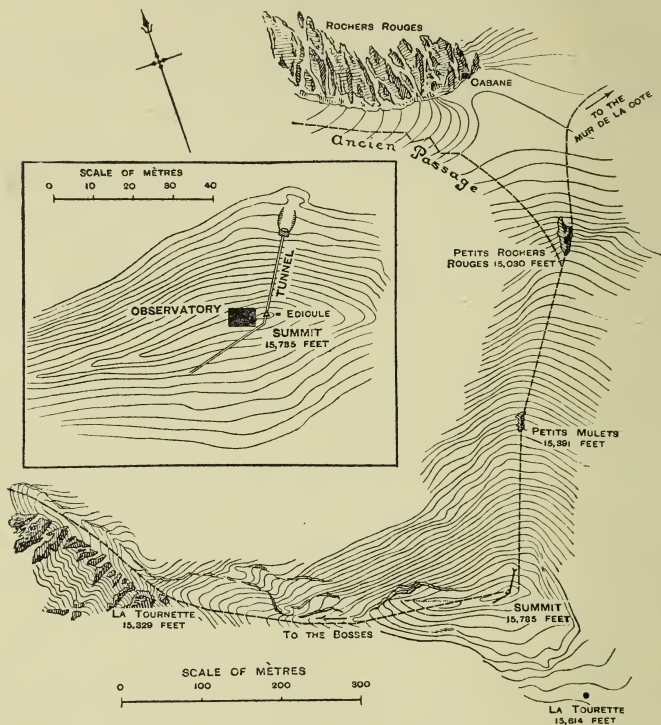 ROCHERS ROUGES
CABANE
TO THE
MUR DE LA COTE
Ancien Passage
SCALE OF MÈTRES
0 10 20 30 40
PETITS ROCHERS
ROUGES 15,030 FEET
TUNNEL
OBSERVATORY
= EDICULE
SUMMIT
15,785 FEET
PETITS MULETS
15,391 FEET
LA TOURNETTE
15,329 FEET
TO THE BOSSES
SUMMIT
15,785 FEET
SCALE OF MÈTRES
0 100 200 300
LA TOURETTE
15,614 FEET